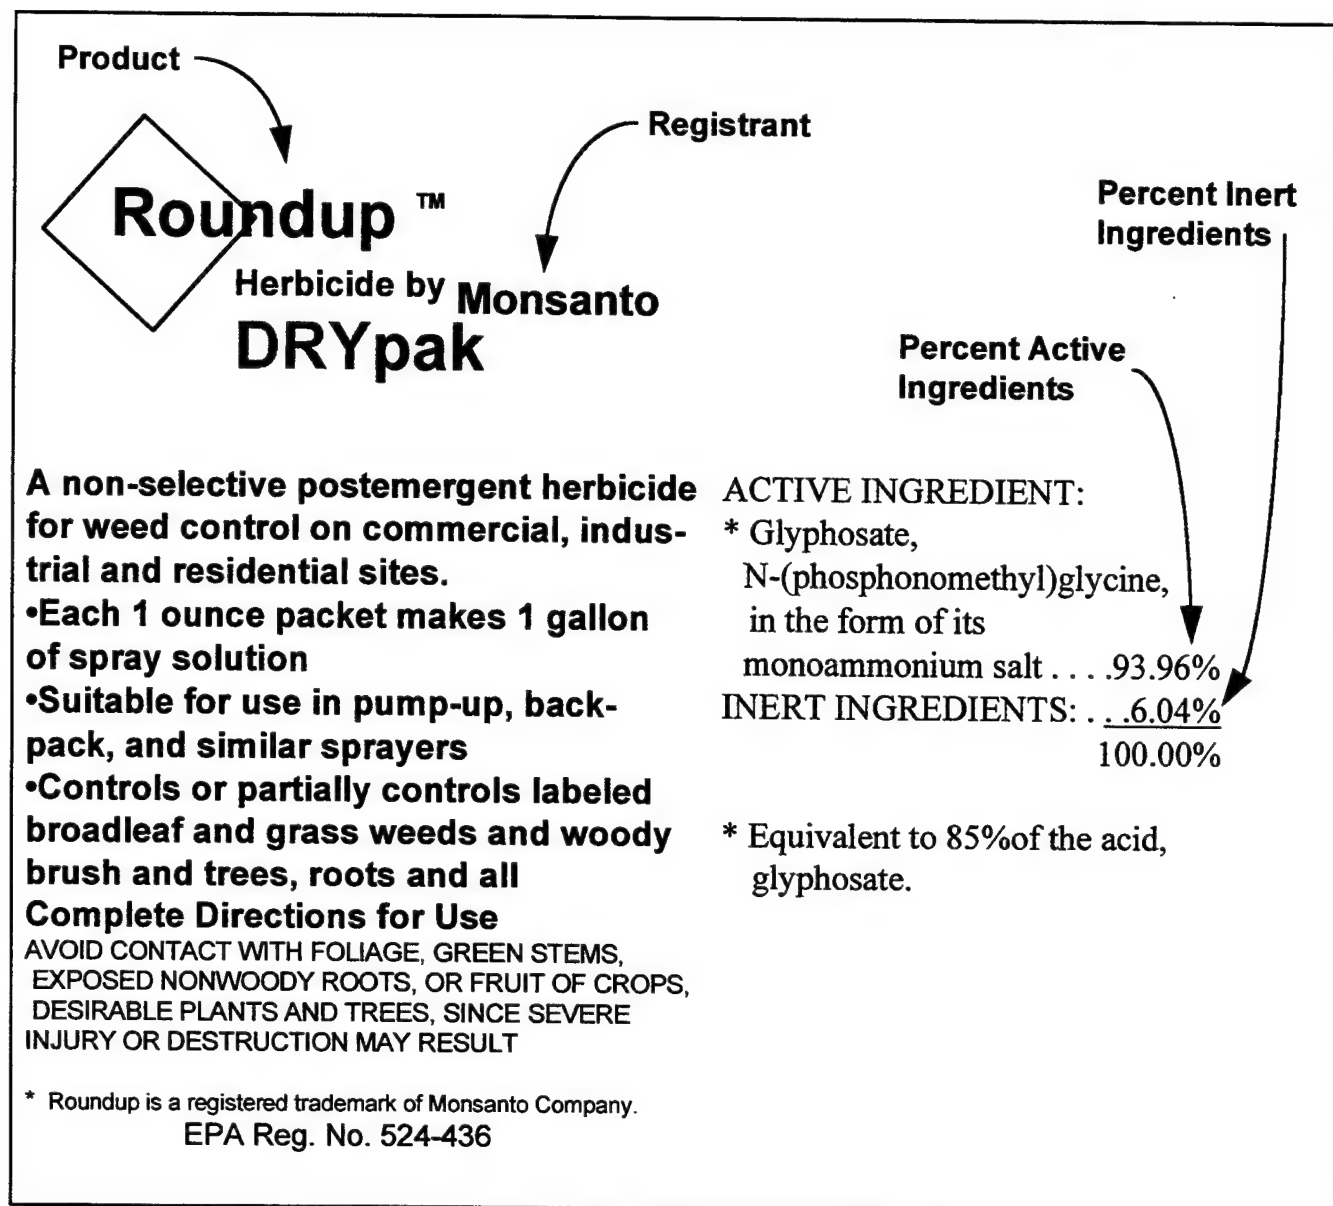 Product
Registrant
Percent Inert
Ingredients
Roundup ™
Herbicide by Monsanto
DRYpak
Percent Active
Ingredients
A non-selective postemergent herbicide
for weed control on commercial, indus-
trial and residential sites.
•Each 1 ounce packet makes 1 gallon
of spray solution
•Suitable for use in pump-up, back-
pack, and similar sprayers
•Controls or partially controls labeled
broadleaf and grass weeds and woody
brush and trees, roots and all
Complete Directions for Use
AVOID CONTACT WITH FOLIAGE, GREEN STEMS,
EXPOSED NONWOODY ROOTS, OR FRUIT OF CROPS,
DESIRABLE PLANTS AND TREES, SINCE SEVERE
INJURY OR DESTRUCTION MAY RESULT
* Roundup is a registered trademark of Monsanto Company.
EPA Reg. No. 524-436
ACTIVE INGREDIENT:
* Glyphosate,
N-(phosphonomethyl)glycine,
in the form of its
monoammonium salt . . . .93.96%
INERT INGREDIENTS: . . .6.04%
100.00%
* Equivalent to 85%of the acid,
glyphosate.